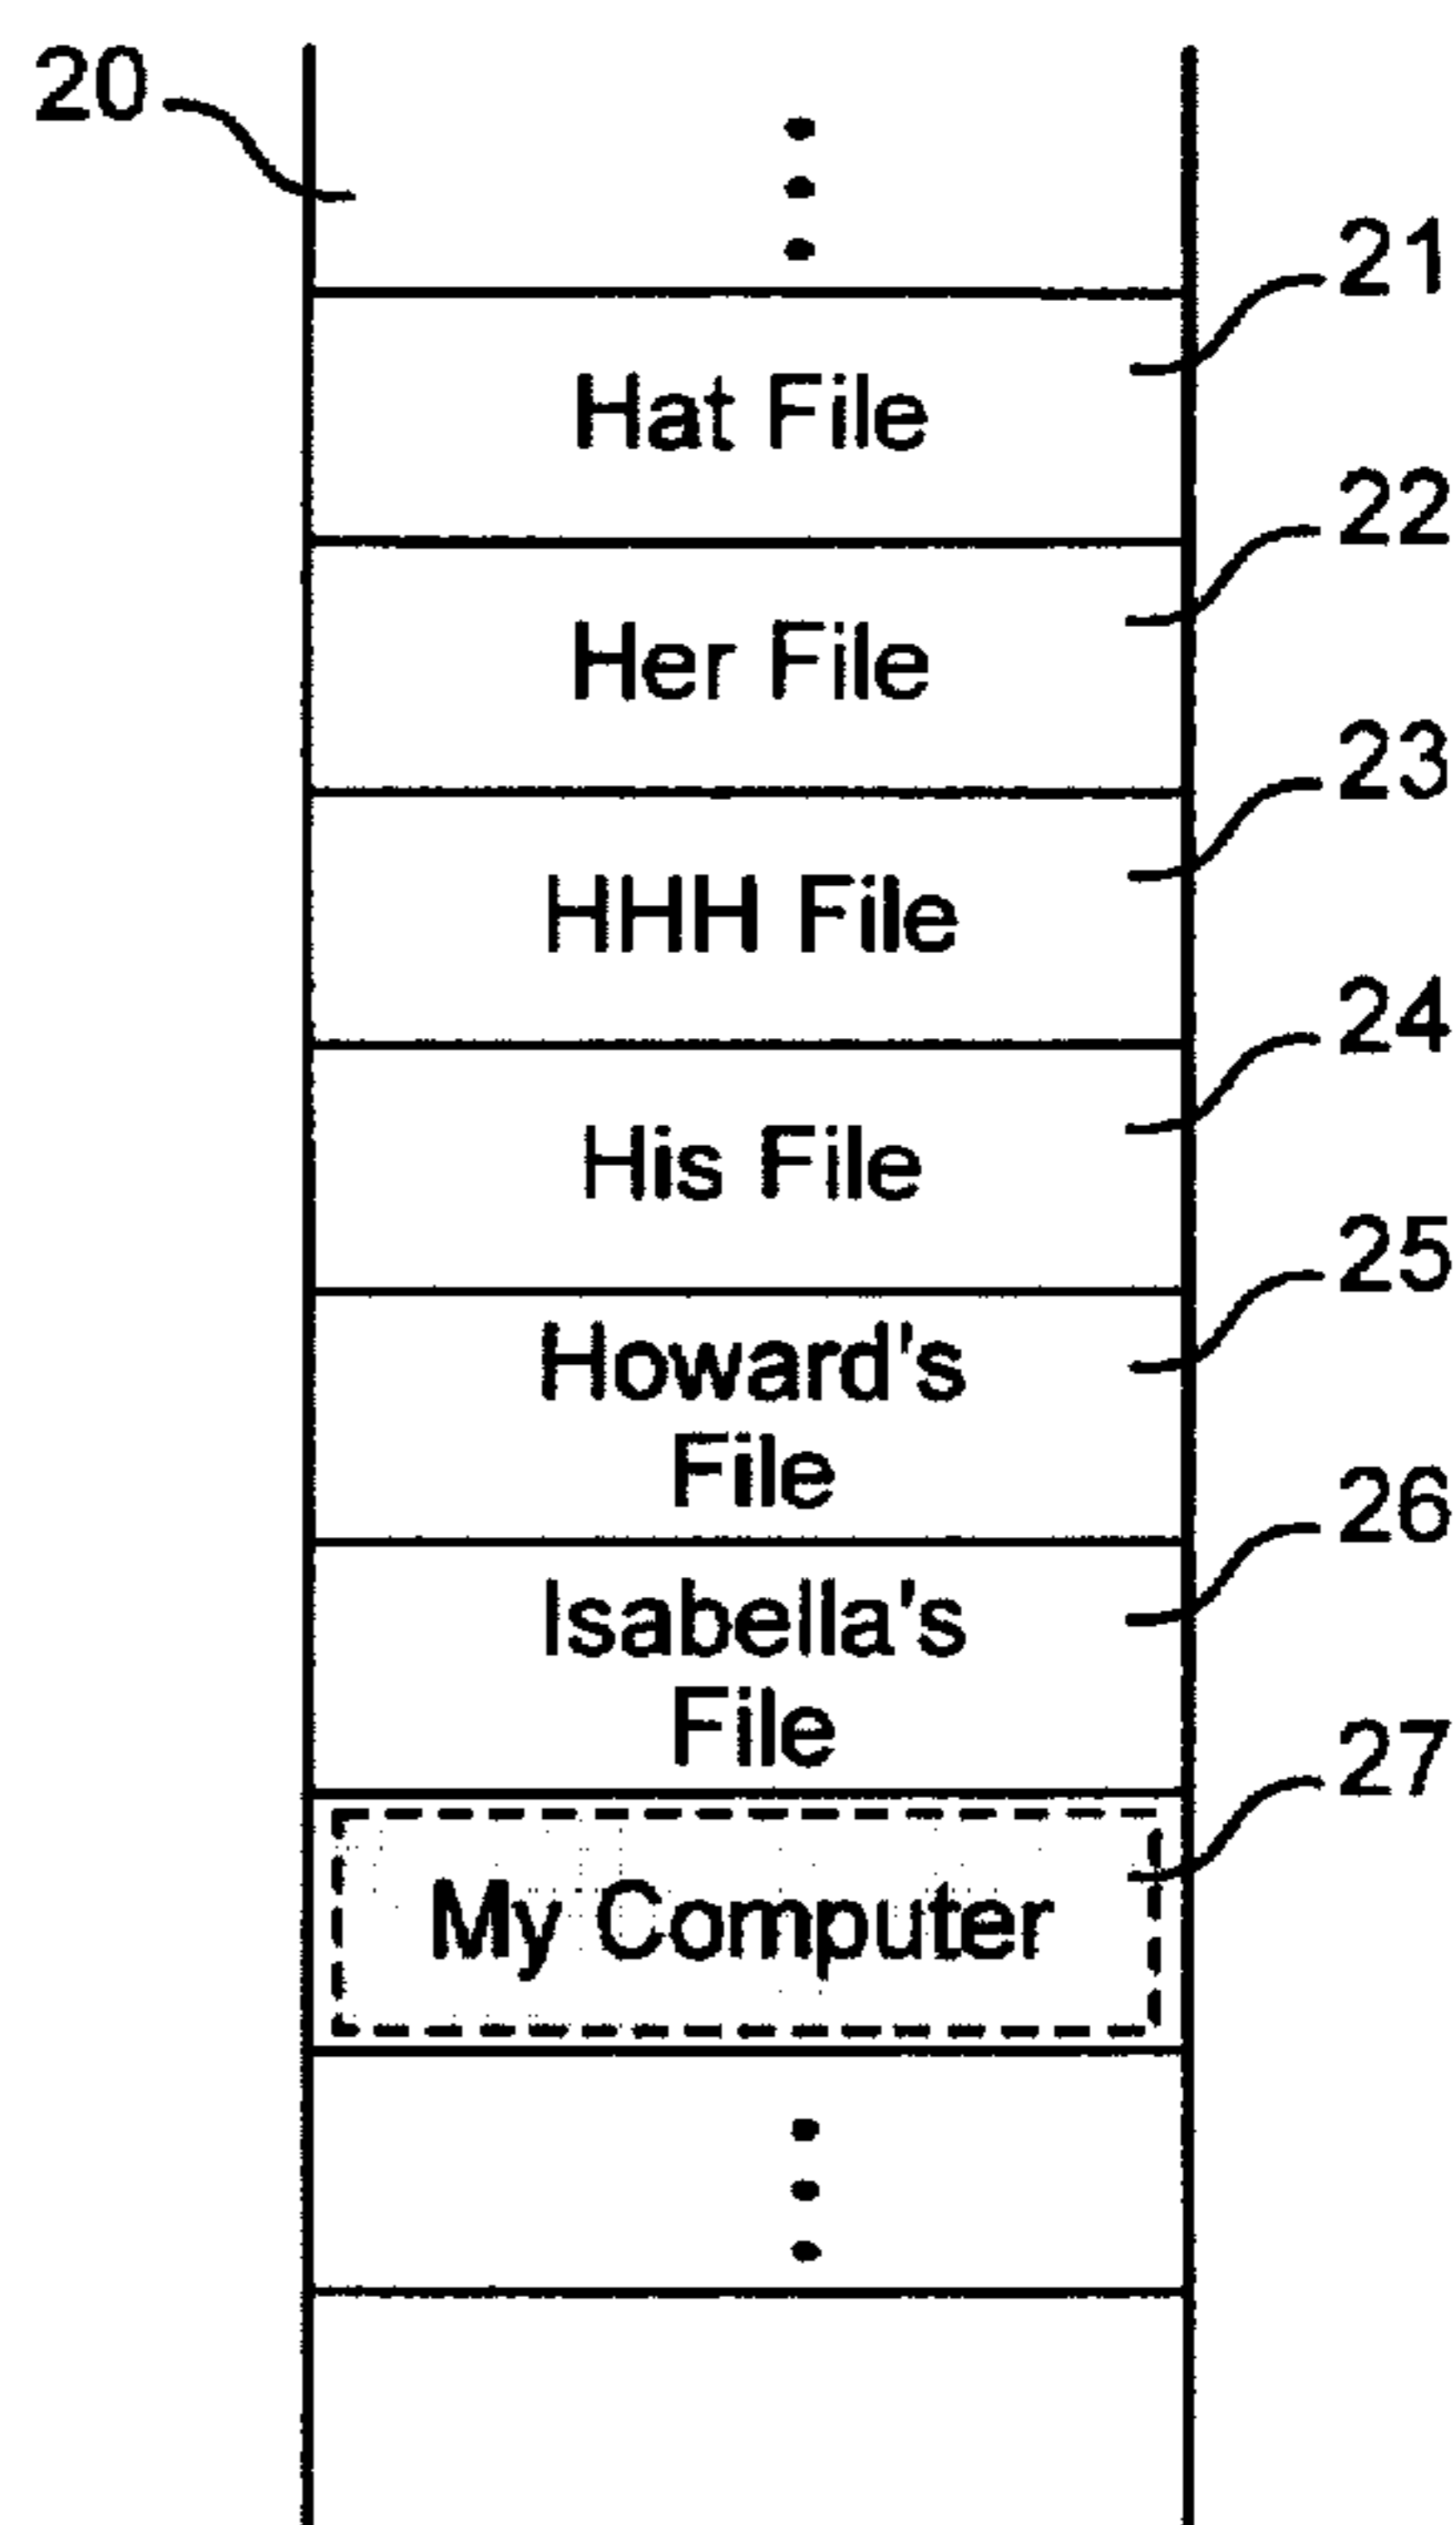 20
21
Hat File
22
Her File
23
HHH File
24
His File
25
Howard's
File
26
Isabella's
File
27
My Computer